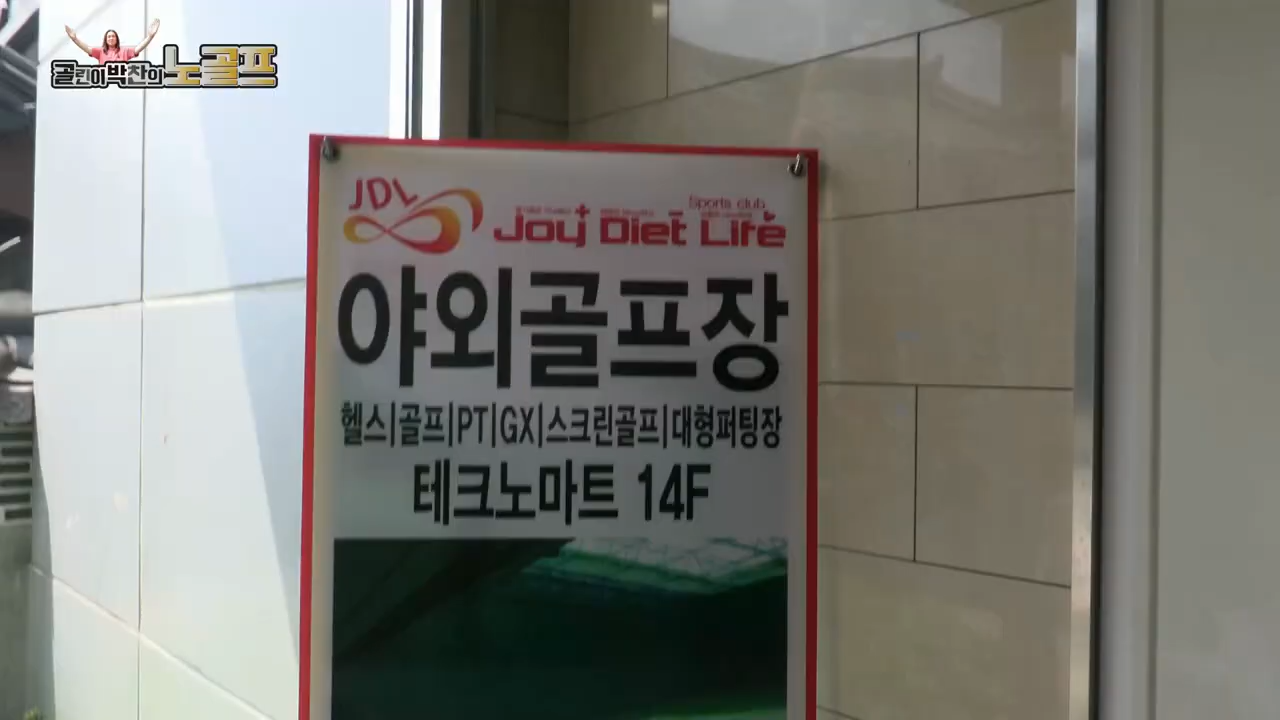 골린이 박찬의 노골프
JDL
Sports club
Joy Diet Life
야외골프장
헬스|골프|PT|GX|스크린골프|대형퍼팅장
테크노마트 14F